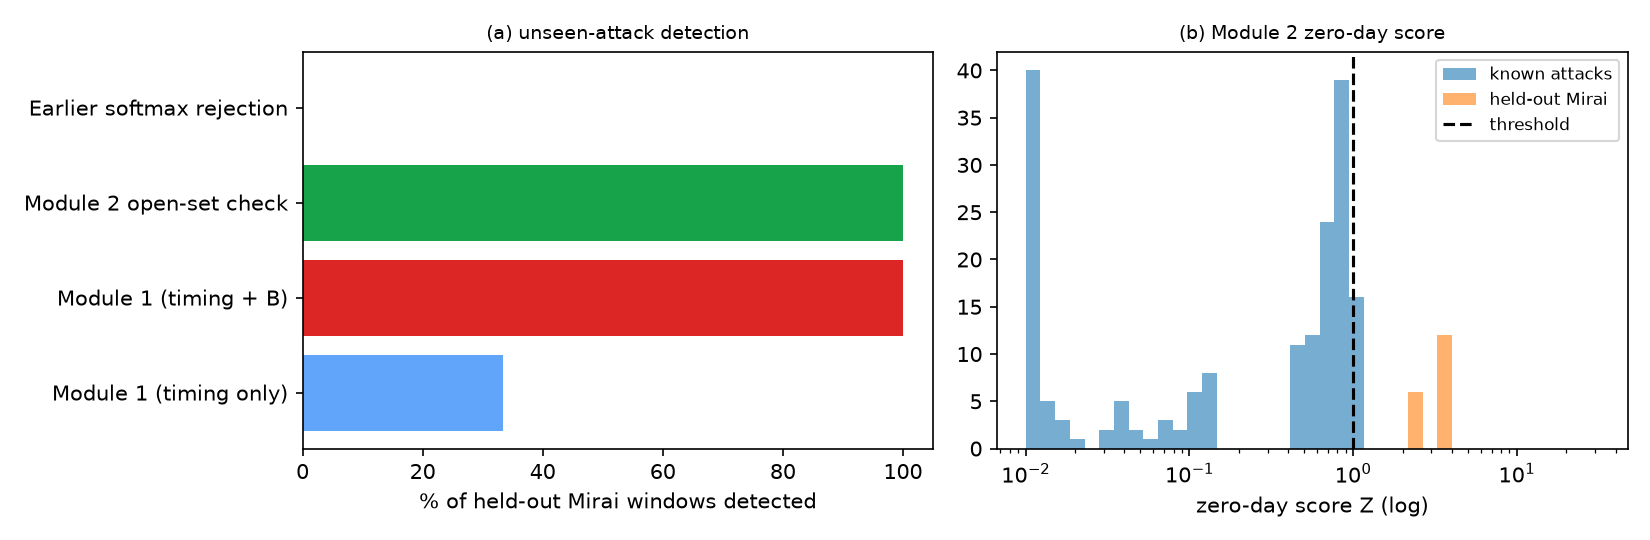 (a) unseen-attack detection
Earlier softmax rejection
Module 2 open-set check
Module 1 (timing + B)
Module 1 (timing only)
0 20 40 60 80 100
% of held-out Mirai windows detected
(b) Module 2 zero-day score
40
35
30
25
20
15
10
5
0
known attacks
held-out Mirai
threshold
10⁻² 10⁻¹ 10⁰ 10¹
zero-day score Z (log)